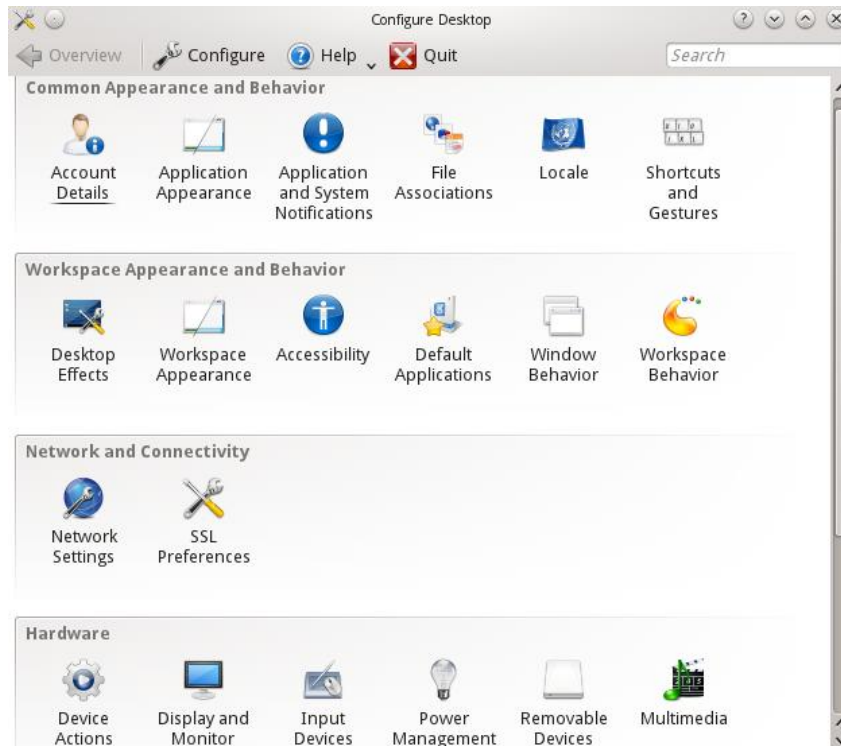 Configure Desktop
Overview Configure Help Quit Search
Common Appearance and Behavior
Account Details
Application Appearance
Application and System Notifications
File Associations
Locale
Shortcuts and Gestures
Workspace Appearance and Behavior
Desktop Effects
Workspace Appearance
Accessibility
Default Applications
Window Behavior
Workspace Behavior
Network and Connectivity
Network Settings
SSL Preferences
Hardware
Device Actions
Display and Monitor
Input Devices
Power Management
Removable Devices
Multimedia